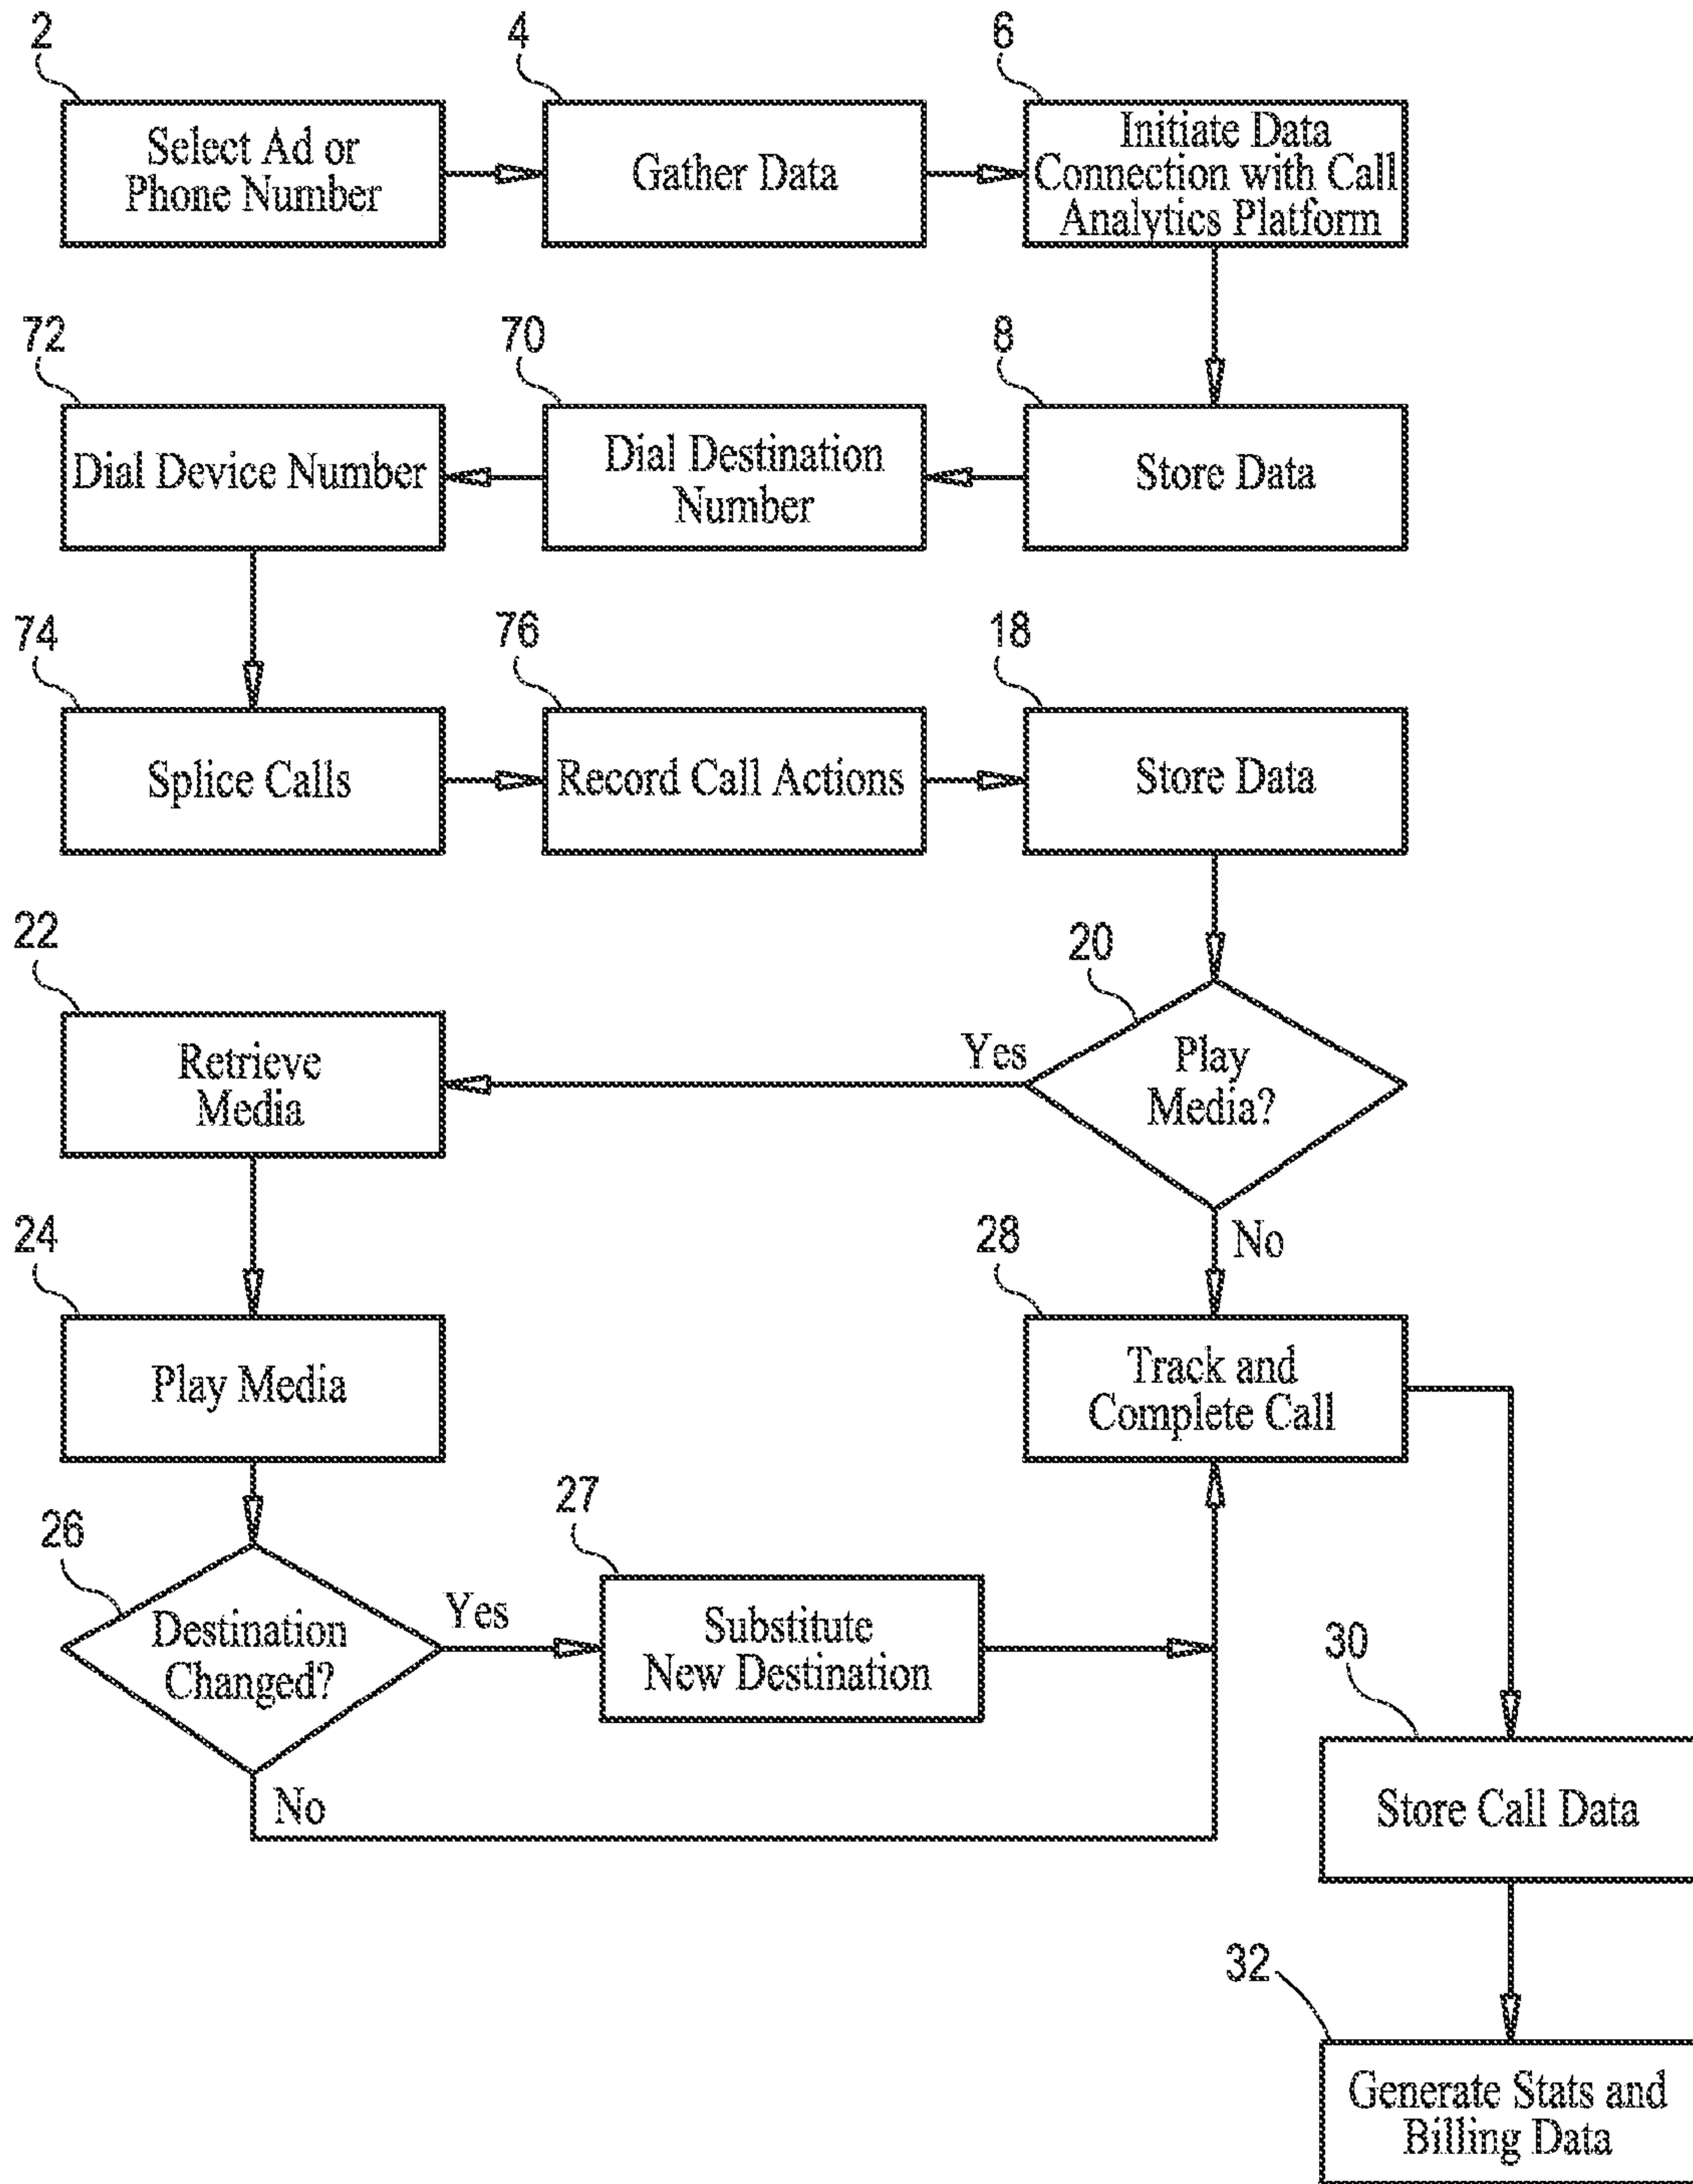 2
4
6
Select Ad or
Phone Number
Gather Data
Initiate Data
Connection with Call
Analytics Platform
72
70
8
Dial Device Number
Dial Destination
Number
Store Data
74
76
18
Splice Calls
Record Call Actions
Store Data
22
20
Retrieve
Media
Yes
Play
Media?
24
28
No
Play Media
Track and
Complete Call
26
27
Destination
Changed?
Yes
Substitute
New Destination
30
No
Store Call Data
32
Generate Stats and
Billing Data